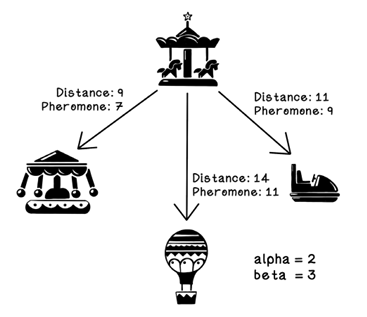 Distance: 9
Pheromone: 7
Distance: 11
Pheromone: 9
Distance: 14
Pheromone: 11
alpha = 2
beta = 3